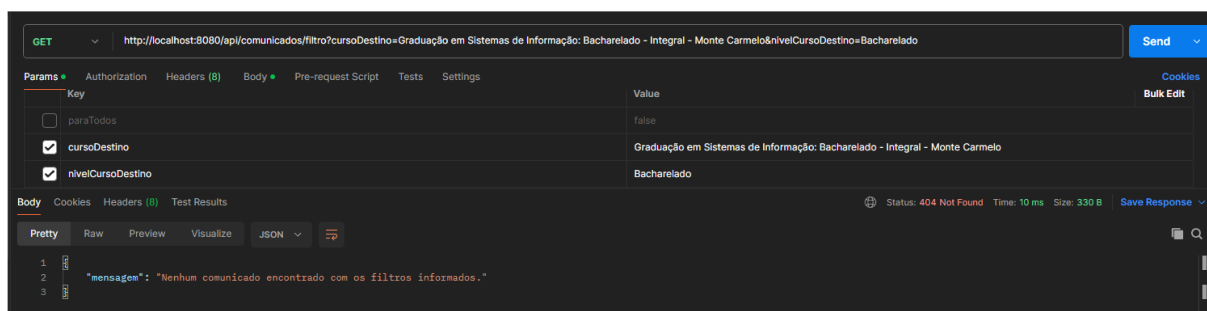 GET http://localhost:8080/api/comunicados/filtro?cursoDestino=Graduação em Sistemas de Informação: Bacharelado - Integral - Monte Carmelo&nivelCursoDestino=Bacharelado Send
Params Authorization Headers (8) Body Pre-request Script Tests Settings Cookies
Key Value Bulk Edit
paraTodos false
cursoDestino Graduação em Sistemas de Informação: Bacharelado - Integral - Monte Carmelo
nivelCursoDestino Bacharelado
Body Cookies Headers (8) Test Results Status: 404 Not Found Time: 10 ms Size: 330 B Save Response
Pretty Raw Preview Visualize JSON
1 {
2 "mensagem": "Nenhum comunicado encontrado com os filtros informados."
3 }